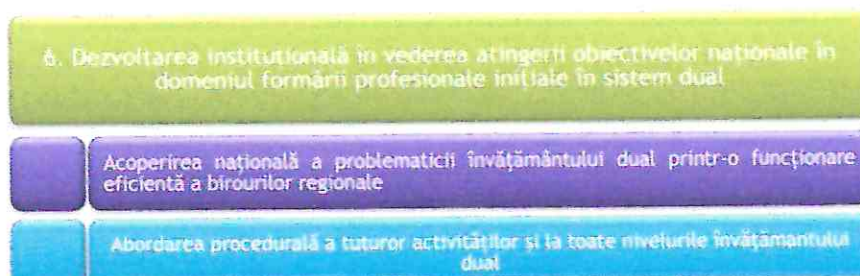 6. Dezvoltarea instituțională în vederea atingerii obiectivelor naționale în
domeniul formării profesionale inițiale în sistem dual
Acoperirea națională a problematicii învățământului dual printr-o funcționare
eficientă a birourilor regionale
Abordarea procedurală a tuturor activităților și la toate nivelurile învățamantului
dual